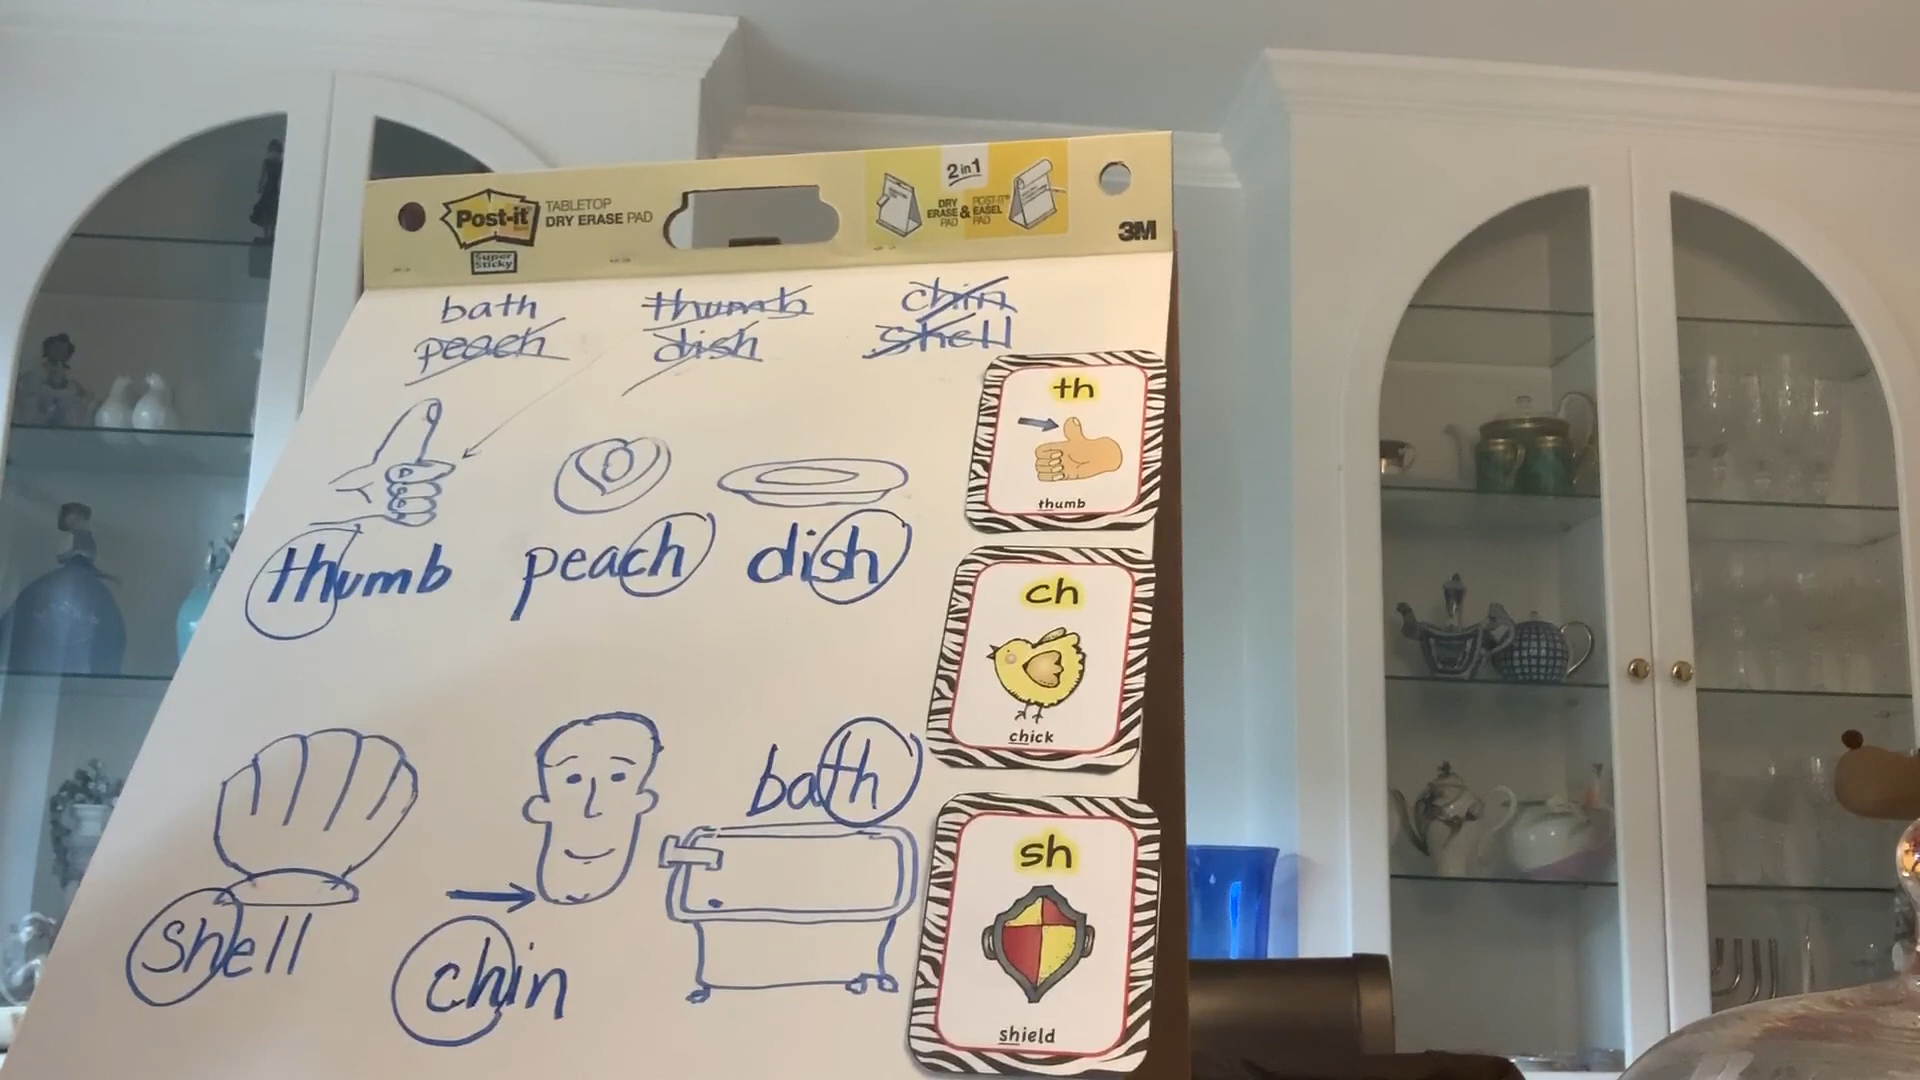 Post-it
Super Sticky
TABLETOP
DRY ERASE PAD
2 in 1
DRY ERASE PAD & POST-IT® EASEL PAD
3M
bath thumb chin
peach dish shell
th
thumb
thumb peach dish
ch
chick
bath
sh
shield
shell chin